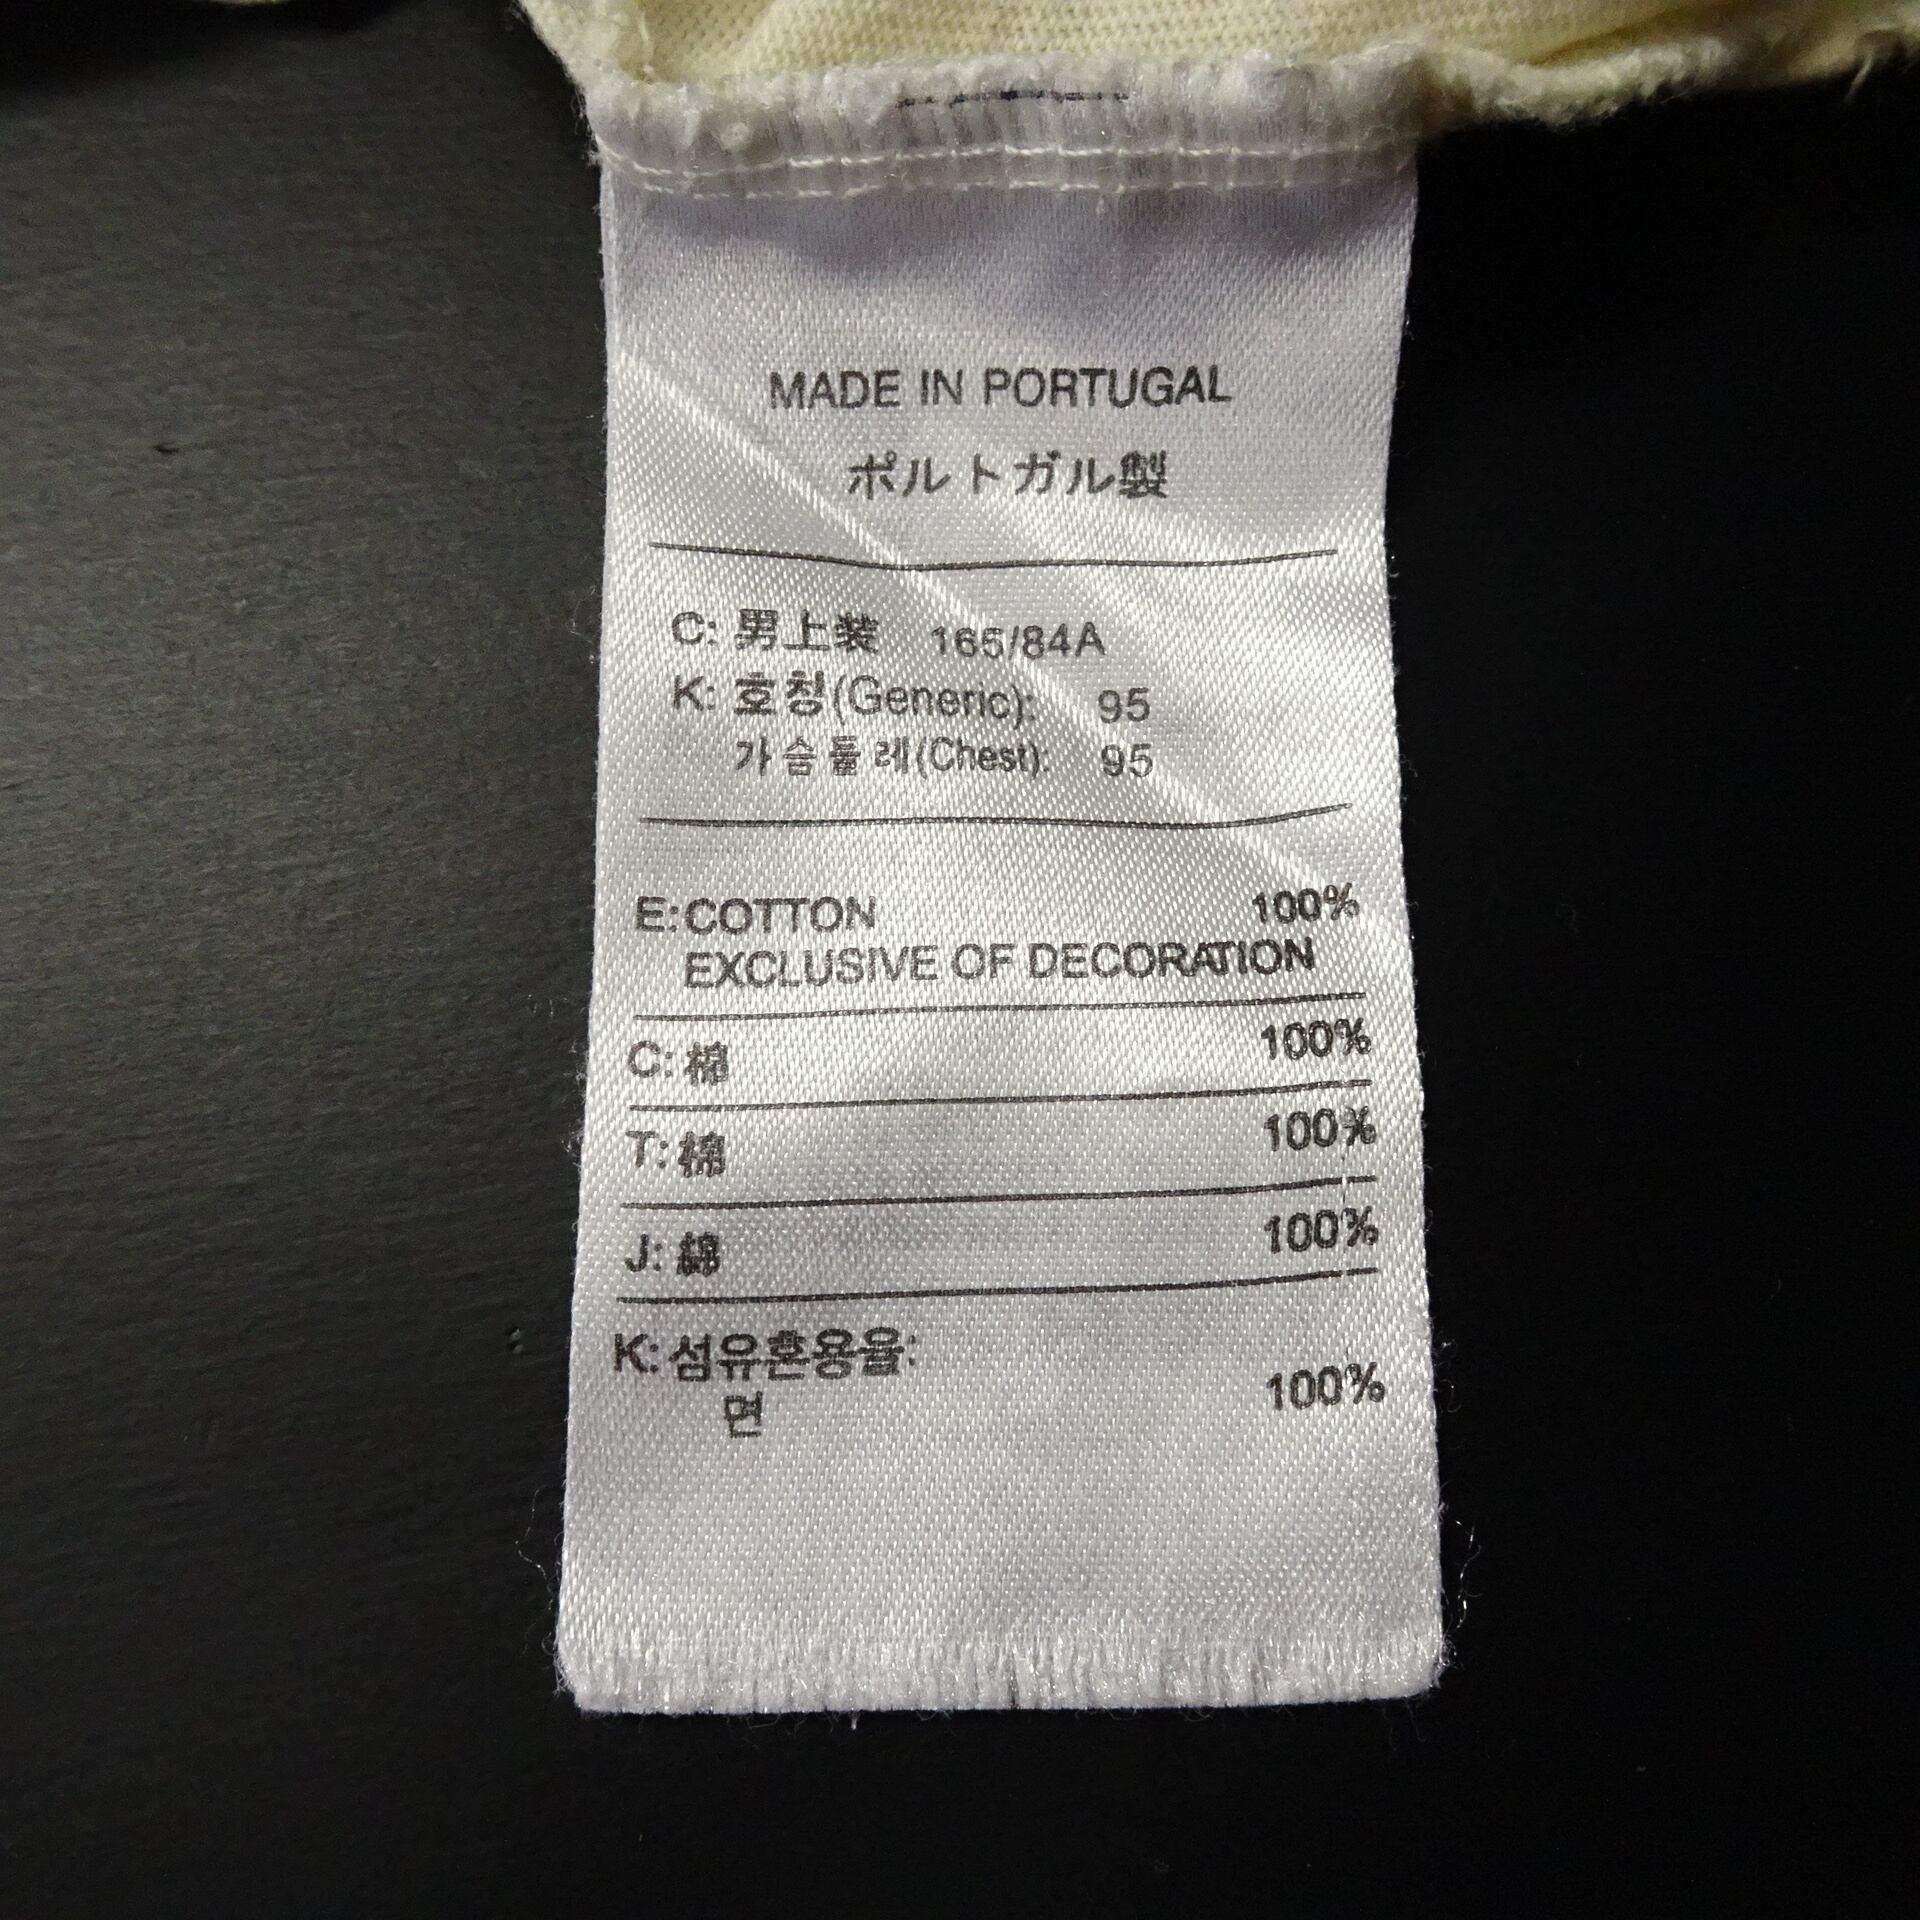 MADE IN PORTUGAL
ポルトガル製
C: 男上装 165/84A
K: 호칭(Generic): 95
가슴둘레(Chest): 95
E:COTTON 100%
EXCLUSIVE OF DECORATION
C: 棉 100%
T: 棉 100%
J: 綿 100%
K: 섬유혼용율:
면 100%